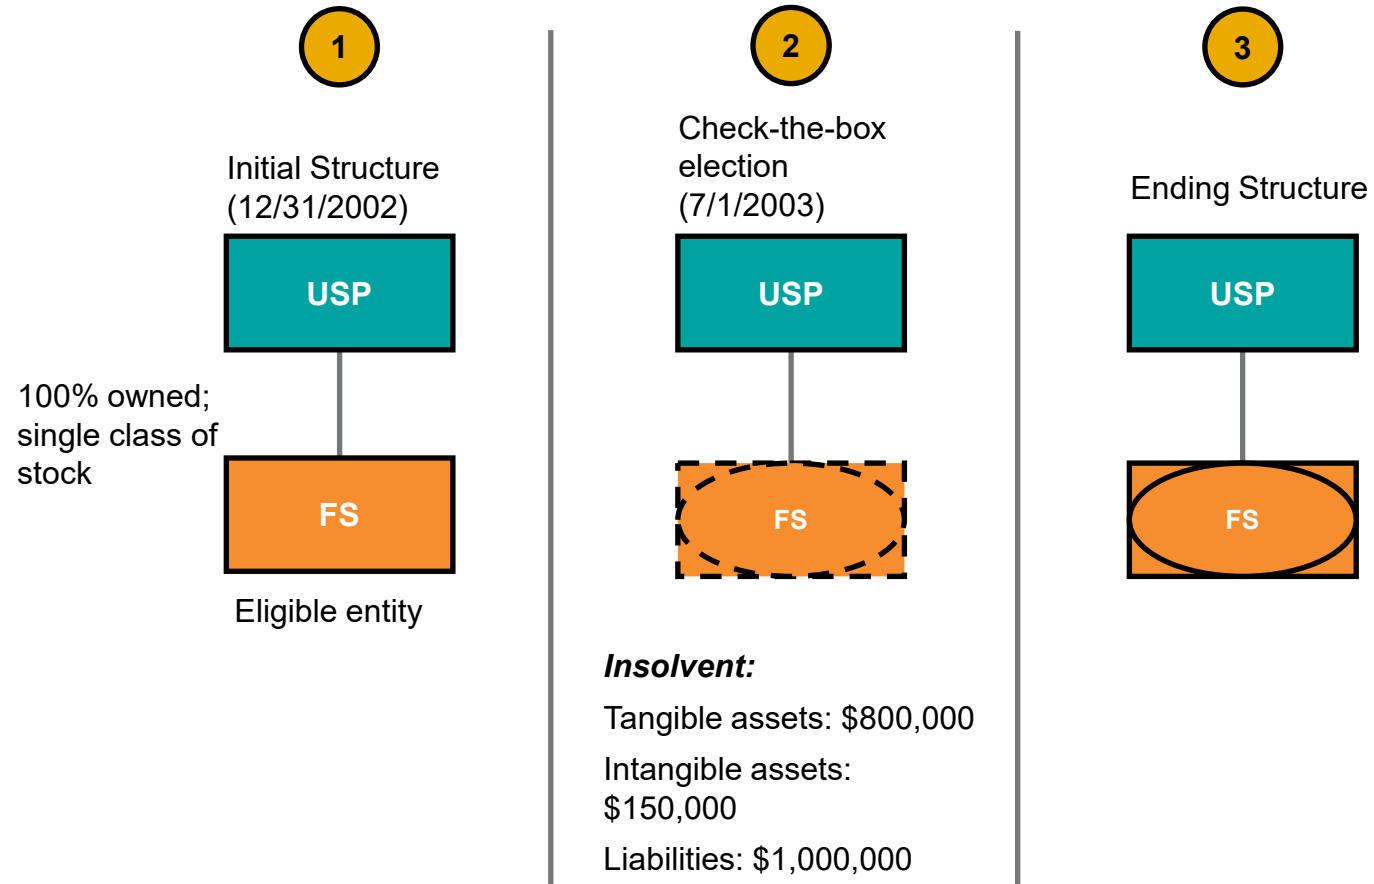 1
Initial Structure
(12/31/2002)
USP
100% owned;
single class of
stock
FS
Eligible entity
2
Check-the-box
election
(7/1/2003)
USP
FS
Insolvent:
Tangible assets: $800,000
Intangible assets:
$150,000
Liabilities: $1,000,000
3
Ending Structure
USP
FS